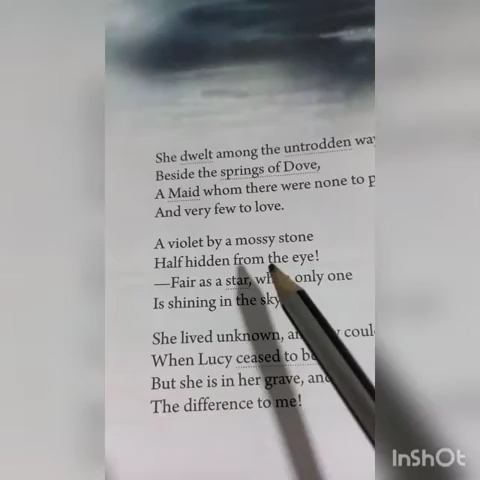 She dwelt among the untrodden way
Beside the springs of Dove,
A Maid whom there were none to p
And very few to love.
A violet by a mossy stone
Half hidden from the eye!
—Fair as a star, when only one
Is shining in the sky
She lived unknown, and coul
When Lucy ceased to be
But she is in her grave, and
The difference to me!
InShOt